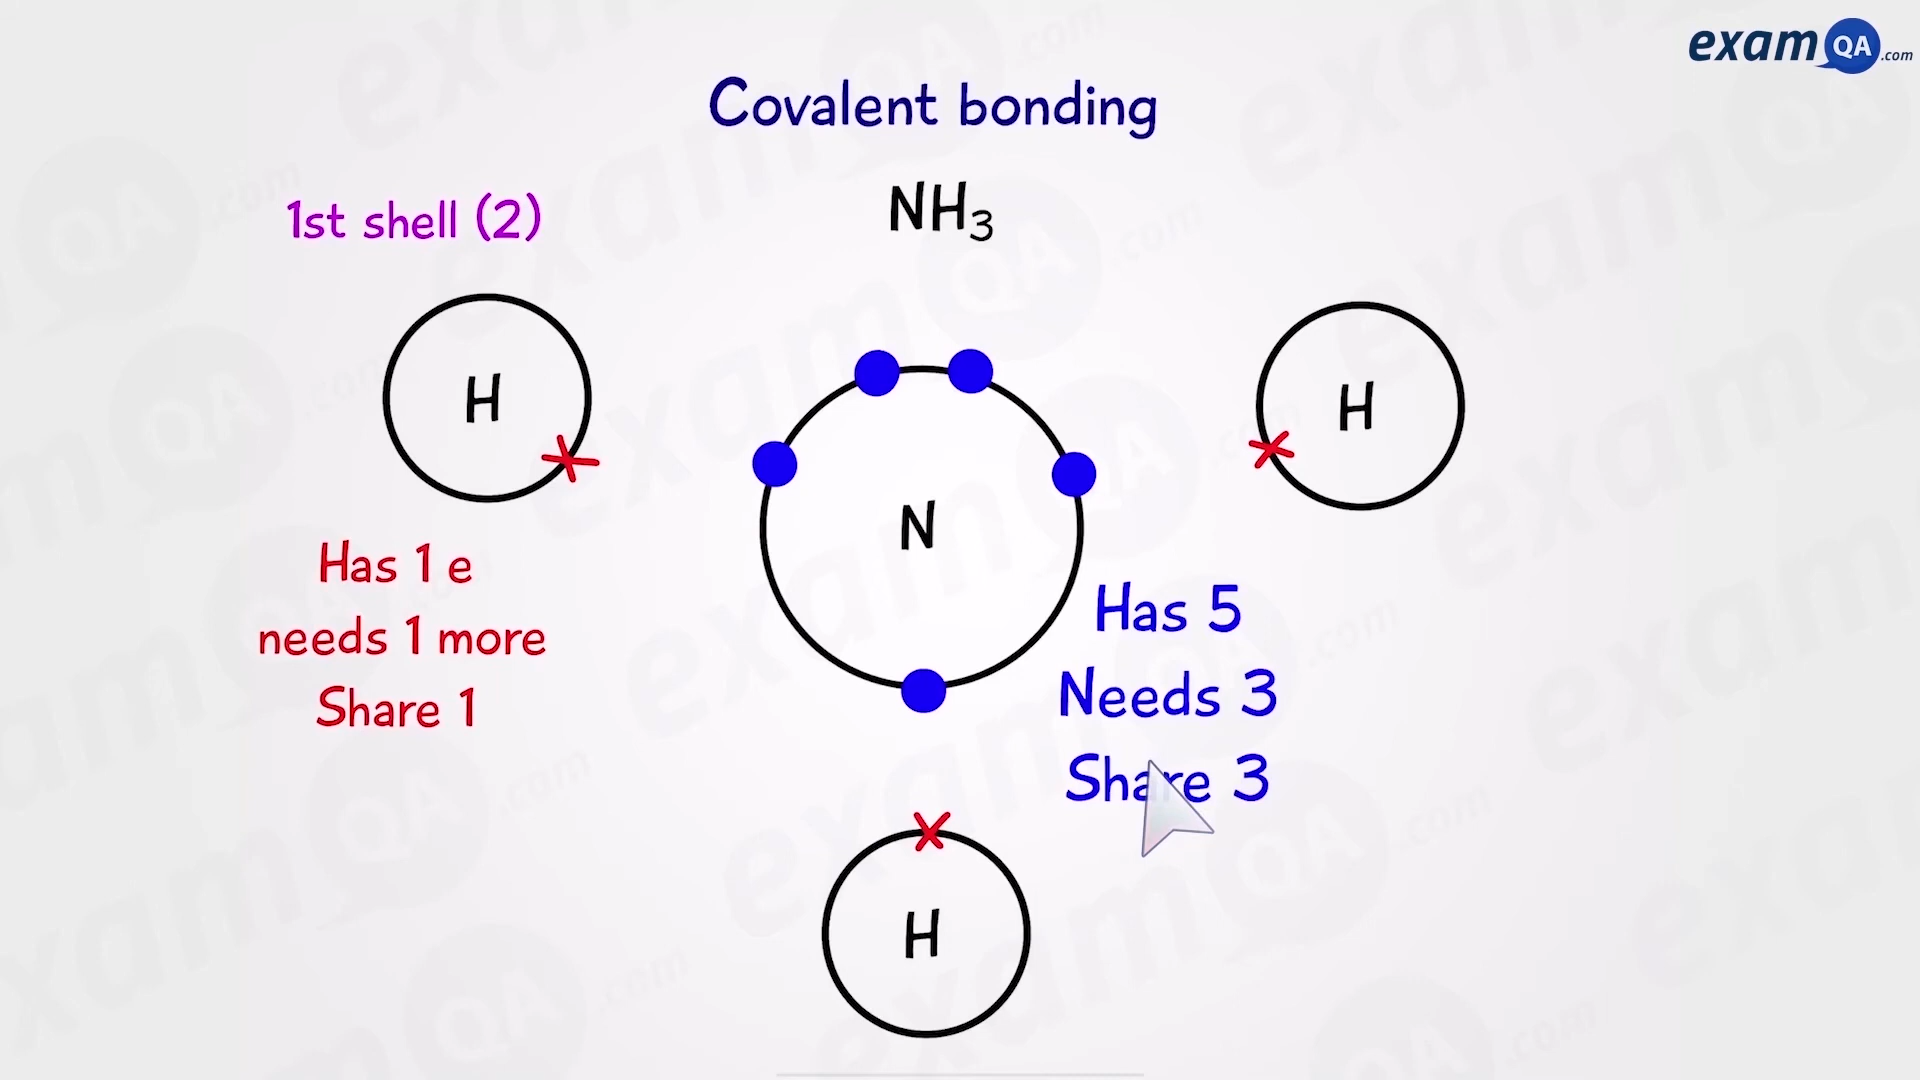 examQA.com
Covalent bonding
NH₃
1st shell (2)
H
H
N
Has 1 e
needs 1 more
Share 1
Has 5
Needs 3
Share 3
H